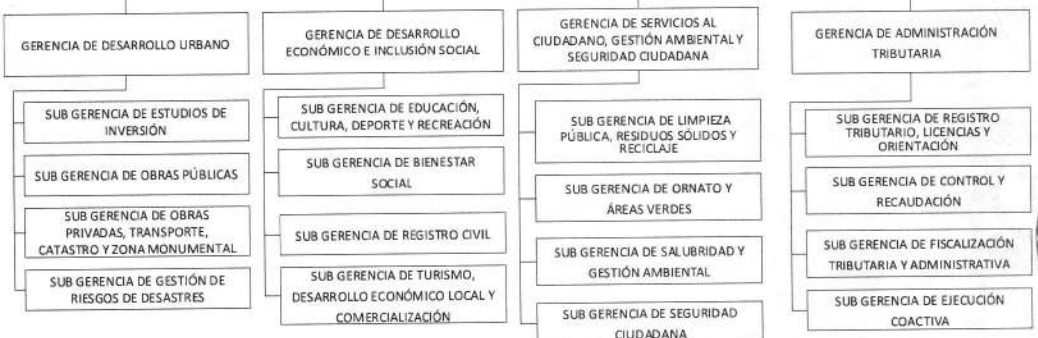 GERENCIA DE DESARROLLO URBANO
SUB GERENCIA DE ESTUDIOS DE
INVERSIÓN
SUB GERENCIA DE OBRAS PÚBLICAS
SUB GERENCIA DE OBRAS
PRIVADAS, TRANSPORTE,
CATASTRO Y ZONA MONUMENTAL
SUB GERENCIA DE GESTIÓN DE
RIESGOS DE DESASTRES
GERENCIA DE DESARROLLO
ECONÓMICO E INCLUSIÓN SOCIAL
SUB GERENCIA DE EDUCACIÓN,
CULTURA, DEPORTE Y RECREACIÓN
SUB GERENCIA DE BIENESTAR
SOCIAL
SUB GERENCIA DE REGISTRO CIVIL
SUB GERENCIA DE TURISMO,
DESARROLLO ECONÓMICO LOCAL Y
COMERCIALIZACIÓN
GERENCIA DE SERVICIOS AL
CIUDADANO, GESTIÓN AMBIENTAL Y
SEGURIDAD CIUDADANA
SUB GERENCIA DE LIMPIEZA
PÚBLICA, RESIDUOS SÓLIDOS Y
RECICLAJE
SUB GERENCIA DE ORNATO Y
ÁREAS VERDES
SUB GERENCIA DE SALUBRIDAD Y
GESTIÓN AMBIENTAL
SUB GERENCIA DE SEGURIDAD
CIUDADANA
GERENCIA DE ADMINISTRACIÓN
TRIBUTARIA
SUB GERENCIA DE REGISTRO
TRIBUTARIO, LICENCIAS Y
ORIENTACIÓN
SUB GERENCIA DE CONTROL Y
RECAUDACIÓN
SUB GERENCIA DE FISCALIZACIÓN
TRIBUTARIA Y ADMINISTRATIVA
SUB GERENCIA DE EJECUCIÓN
COACTIVA